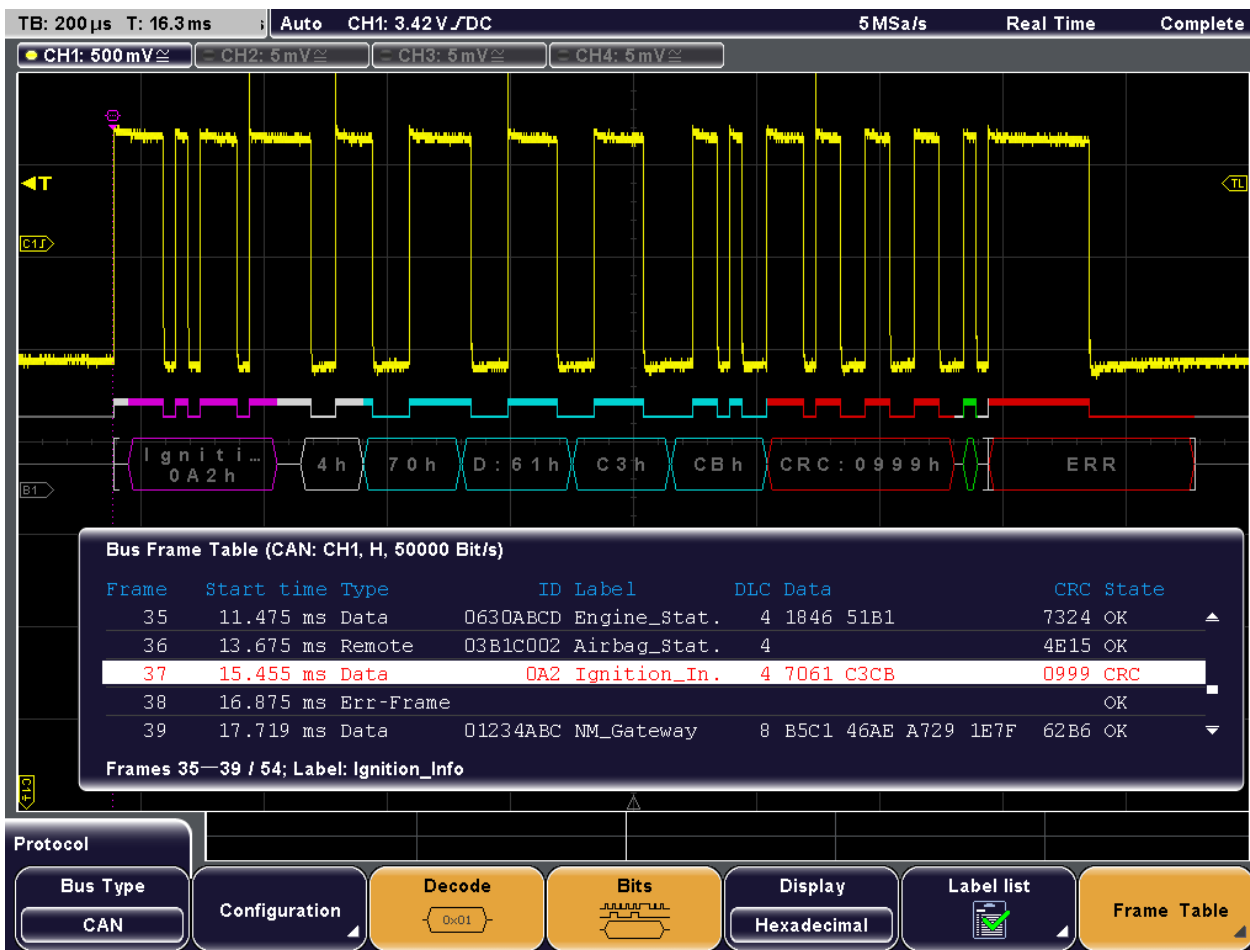 TB: 200 µs T: 16.3 ms Auto CH1: 3.42 V DC 5 MSa/s Real Time Complete
CH1: 500 mV≅ CH2: 5 mV≅ CH3: 5 mV≅ CH4: 5 mV≅
T
TL
C1
Igniti…
0A2h 4h 70h D:61h C3h CBh CRC:0999h ERR
B1
Bus Frame Table (CAN: CH1, H, 50000 Bit/s)
Frame Start time Type ID Label DLC Data CRC State
35 11.475 ms Data 0630ABCD Engine_Stat. 4 1846 51B1 7324 OK
36 13.675 ms Remote 03B1C002 Airbag_Stat. 4 4E15 OK
37 15.455 ms Data 0A2 Ignition_In. 4 7061 C3CB 0999 CRC
38 16.875 ms Err-Frame OK
39 17.719 ms Data 01234ABC NM_Gateway 8 B5C1 46AE A729 1E7F 62B6 OK
Frames 35—39 / 54; Label: Ignition_Info
C1
Protocol
Bus Type Configuration Decode Bits Display Label list Frame Table
CAN 0x01 Hexadecimal